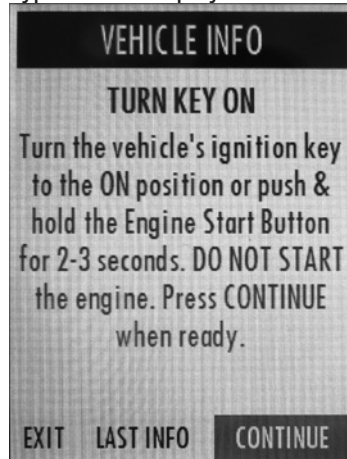 VEHICLE INFO
TURN KEY ON
Turn the vehicle's ignition key
to the ON position or push &
hold the Engine Start Button
for 2-3 seconds. DO NOT START
the engine. Press CONTINUE
when ready.
EXIT LAST INFO CONTINUE